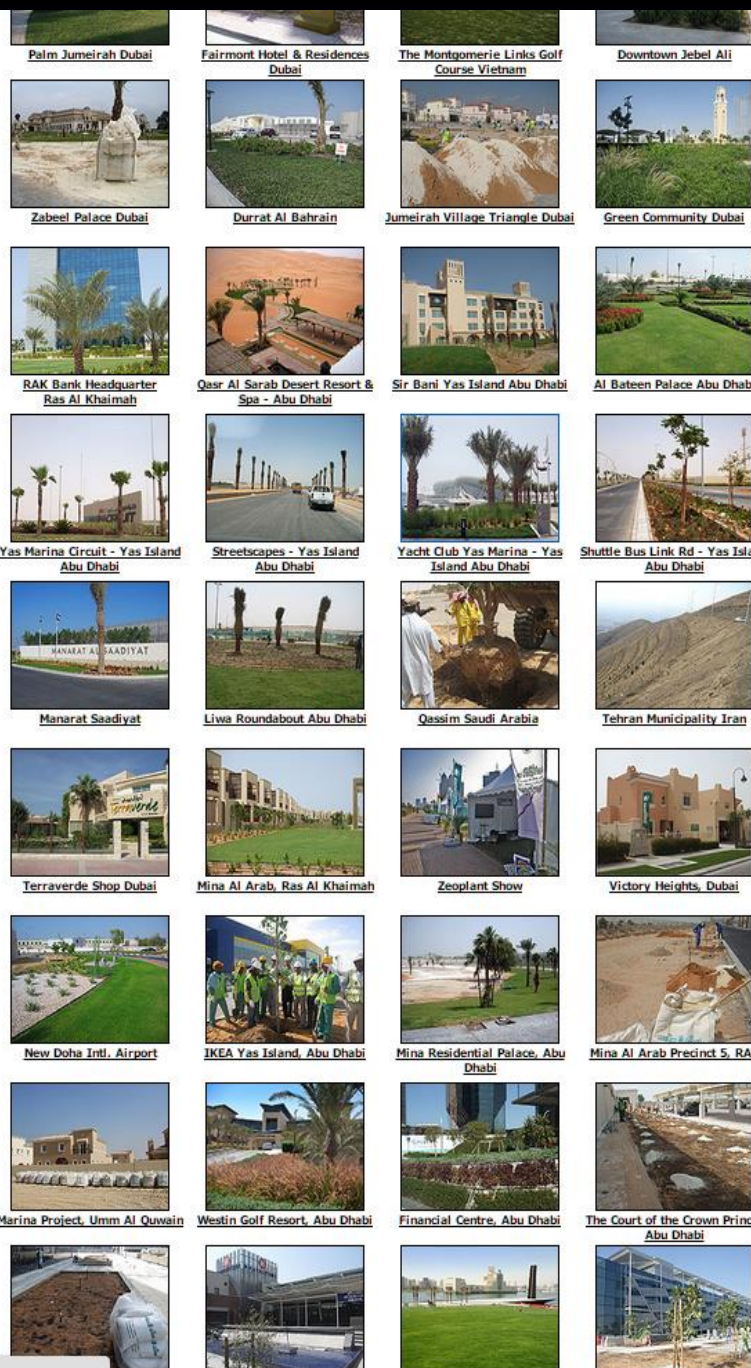 Palm Jumeirah Dubai
Fairmont Hotel & Residences
Dubai
The Montgomerie Links Golf
Course Vietnam
Downtown Jebel Ali
Zabeel Palace Dubai
Durrat Al Bahrain
Jumeirah Village Triangle Dubai
Green Community Dubai
RAK Bank Headquarter
Ras Al Khaimah
Qasr Al Sarab Desert Resort &
Spa - Abu Dhabi
Sir Bani Yas Island Abu Dhabi
Al Bateen Palace Abu Dhab
Yas Marina Circuit - Yas Island
Abu Dhabi
Streetscapes - Yas Island
Abu Dhabi
Yacht Club Yas Marina - Yas
Island Abu Dhabi
Shuttle Bus Link Rd - Yas Isla
Abu Dhabi
MANARAT AL SAADIYAT
Manarat Saadiyat
Liwa Roundabout Abu Dhabi
Qassim Saudi Arabia
Tehran Municipality Iran
terraverde
Terraverde Shop Dubai
Mina Al Arab, Ras Al Khaimah
Zeoplant Show
Victory Heights, Dubai
New Doha Intl. Airport
IKEA Yas Island, Abu Dhabi
Mina Residential Palace, Abu
Dhabi
Mina Al Arab Precinct 5, RA
Marina Project, Umm Al Quwain
Westin Golf Resort, Abu Dhabi
Financial Centre, Abu Dhabi
The Court of the Crown Princ
Abu Dhabi